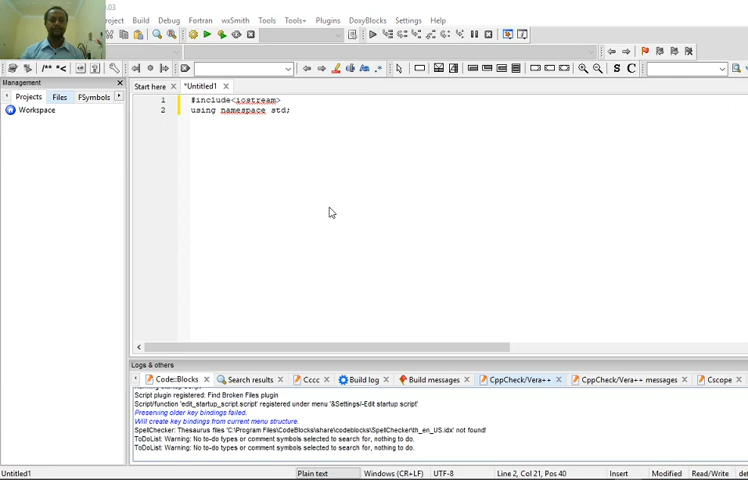 0.03
roject Build Debug Fortran wxSmith Tools Tools+ Plugins DoxyBlocks Settings Help
/** *<
.*
S C
Management
Projects Files FSymbols
Workspace
Start here × *Untitled1 ×
1 #include<iostream>
2 using namespace std;
Logs & others
Code::Blocks × Search results × Cccc × Build log × Build messages × CppCheck/Vera++ × CppCheck/Vera++ messages × Cscope ×
Script plugin registered: Find Broken Files plugin
Script/function 'edit_startup_script.script' registered under menu '&Settings/-Edit startup script'
Preserving older key bindings failed.
Will create key bindings from current menu structure.
SpellChecker: Thesaurus files 'C:\Program Files\CodeBlocks\share\codeblocks\SpellChecker\th_en_US.idx' not found!
ToDoList: Warning: No to-do types or comment symbols selected to search for, nothing to do.
ToDoList: Warning: No to-do types or comment symbols selected to search for, nothing to do.
Untitled1 Plain text Windows (CR+LF) UTF-8 Line 2, Col 21, Pos 40 Insert Modified Read/Write def